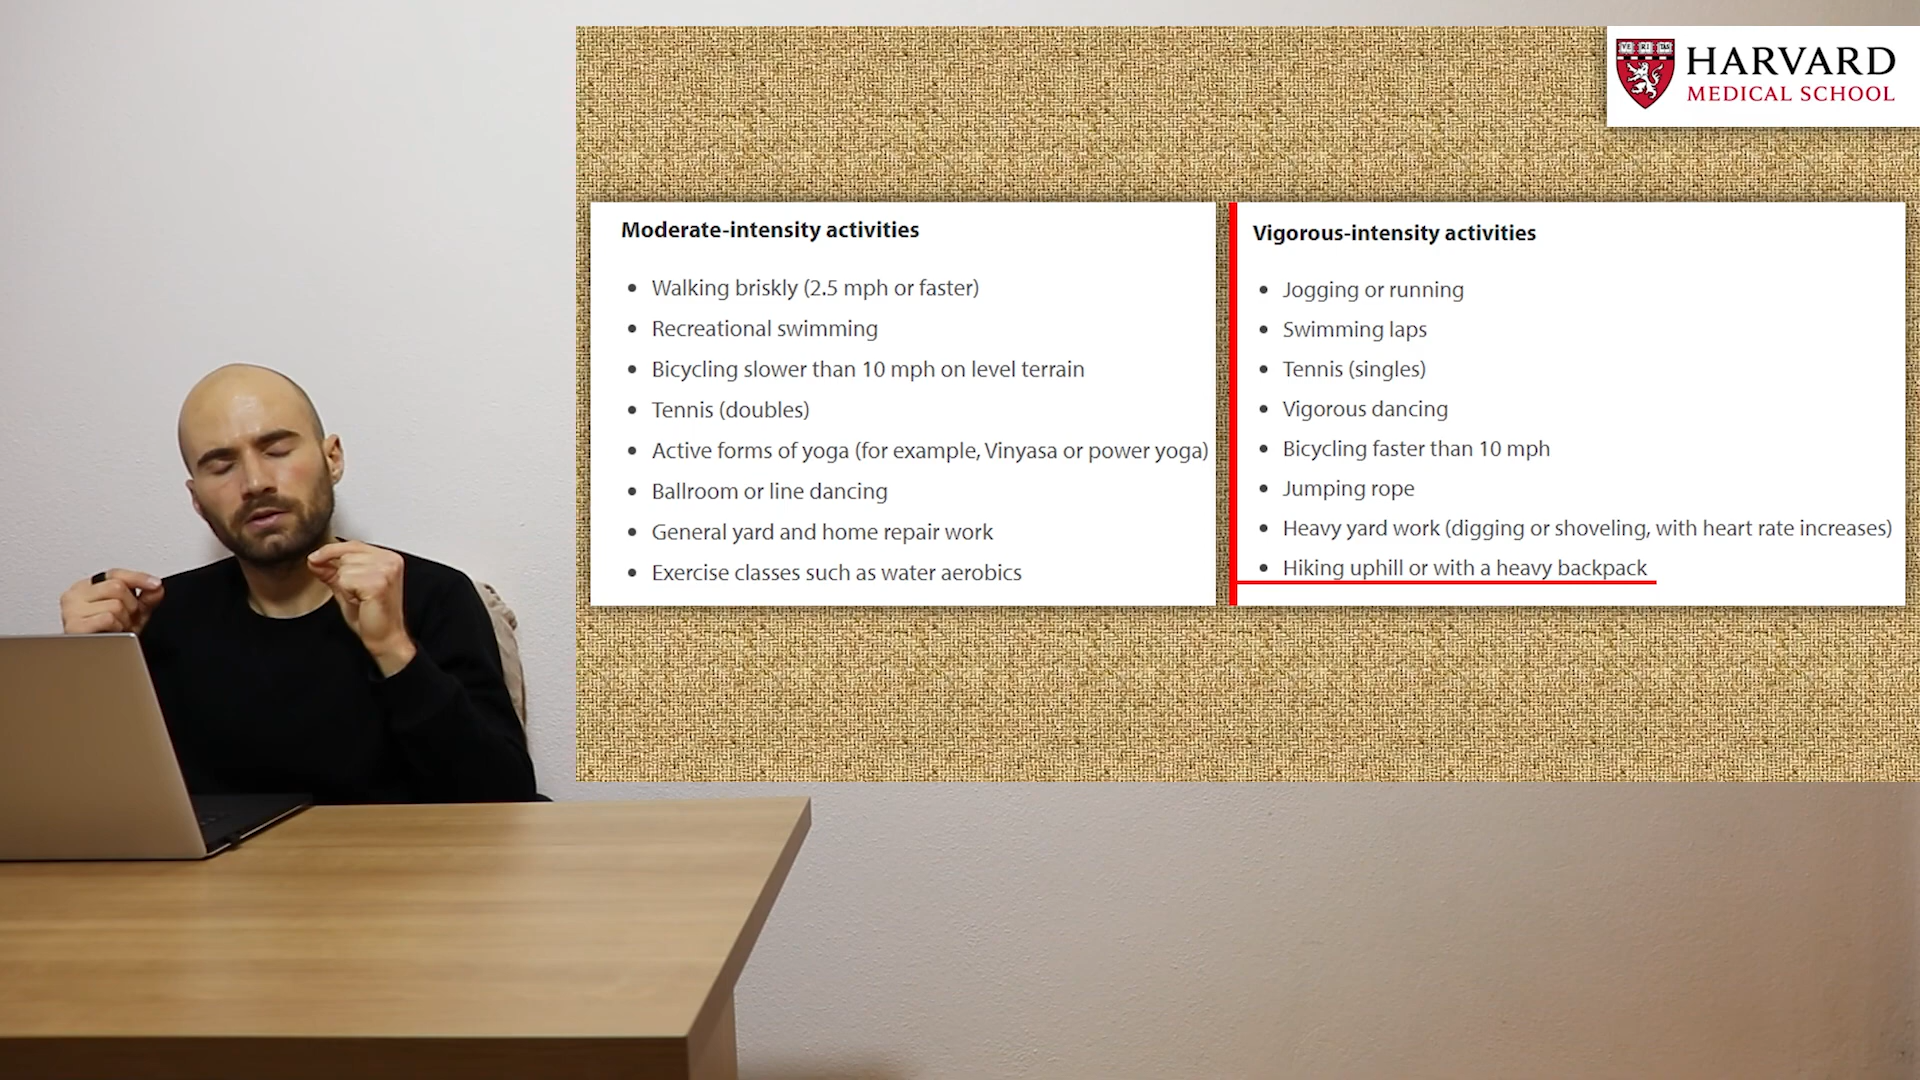 VE RI TAS
HARVARD
MEDICAL SCHOOL
Moderate-intensity activities
• Walking briskly (2.5 mph or faster)
• Recreational swimming
• Bicycling slower than 10 mph on level terrain
• Tennis (doubles)
• Active forms of yoga (for example, Vinyasa or power yoga)
• Ballroom or line dancing
• General yard and home repair work
• Exercise classes such as water aerobics
Vigorous-intensity activities
• Jogging or running
• Swimming laps
• Tennis (singles)
• Vigorous dancing
• Bicycling faster than 10 mph
• Jumping rope
• Heavy yard work (digging or shoveling, with heart rate increases)
• Hiking uphill or with a heavy backpack